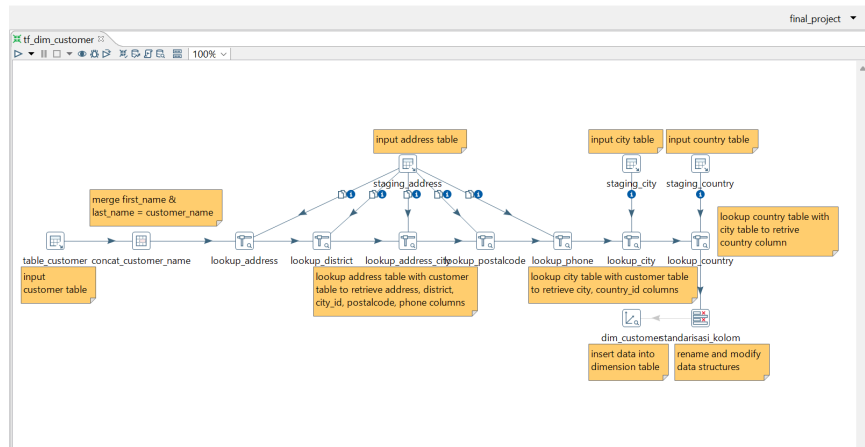 final_project
tf_dim_customer
100%
input address table
input city table
input country table
staging_address
staging_city
staging_country
merge first_name &
last_name = customer_name
lookup country table with
city table to retrive
country column
table_customer
concat_customer_name
lookup_address
lookup_district
lookup_address_city
lookup_postalcode
lookup_phone
lookup_city
lookup_country
input
customer table
lookup address table with customer
table to retrieve address, district,
city_id, postalcode, phone columns
lookup city table with customer table
to retrieve city, country_id columns
dim_customer
standarisasi_kolom
insert data into
dimension table
rename and modify
data structures